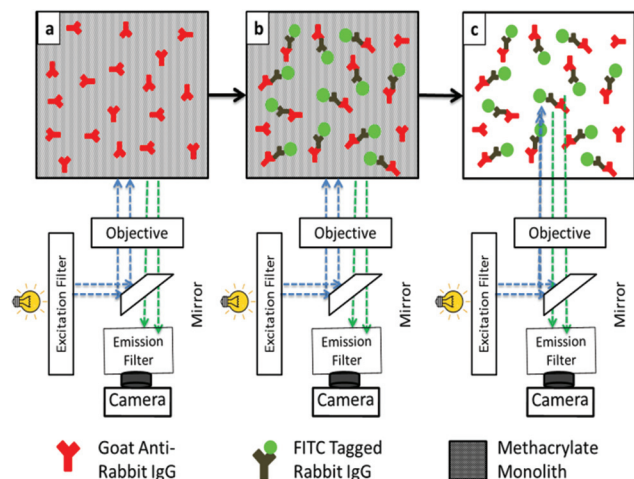 a
b
c
Objective
Objective
Objective
Excitation Filter
Mirror
Excitation Filter
Mirror
Excitation Filter
Mirror
Emission
Filter
Emission
Filter
Emission
Filter
Camera
Camera
Camera
Goat Anti-
Rabbit IgG
FITC Tagged
Rabbit IgG
Methacrylate
Monolith